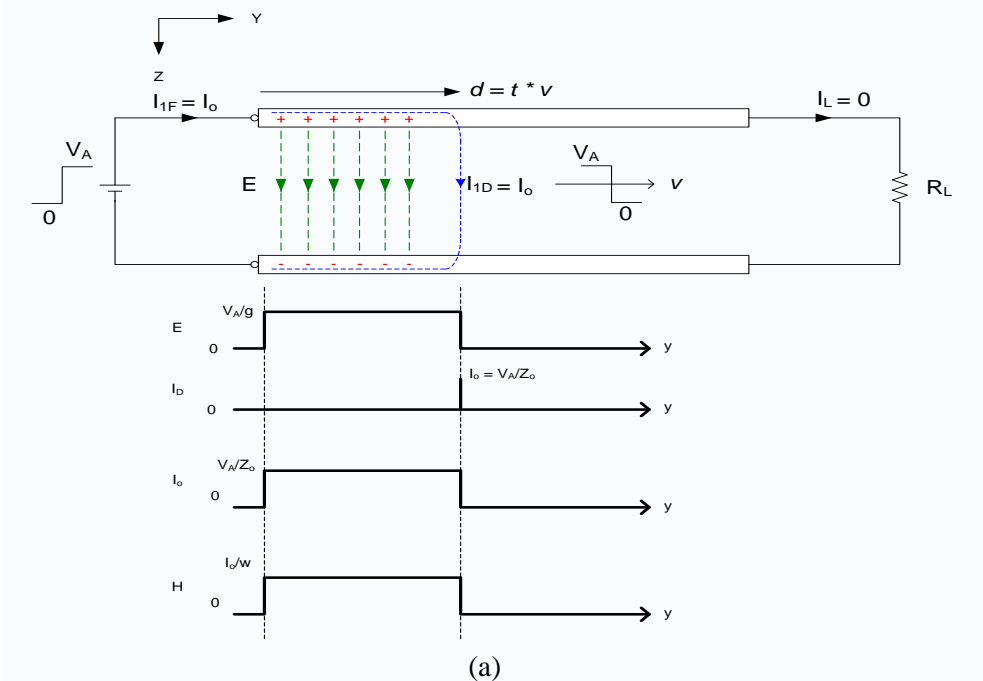 Y
Z
d = t * v
I1F = Io
IL = 0
VA
0
+ + + + + +
E
I1D = Io
VA
0
v
RL
- - - - - -
E
VA/g
0
y
ID
0
Io = VA/Zo
y
Io
VA/Zo
0
y
H
Io/w
0
y
(a)